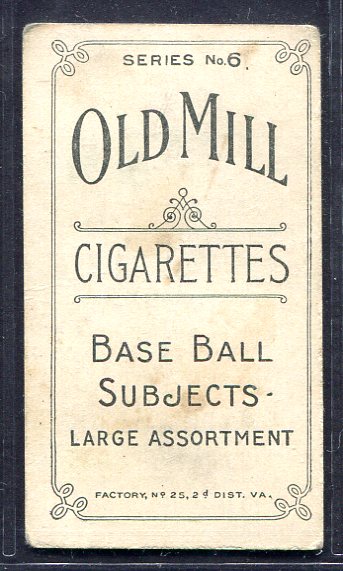 SERIES No.6.
OLD MILL
CIGARETTES
BASE BALL
SUBJECTS-
LARGE ASSORTMENT
FACTORY, Nº 25, 2d DIST. VA.